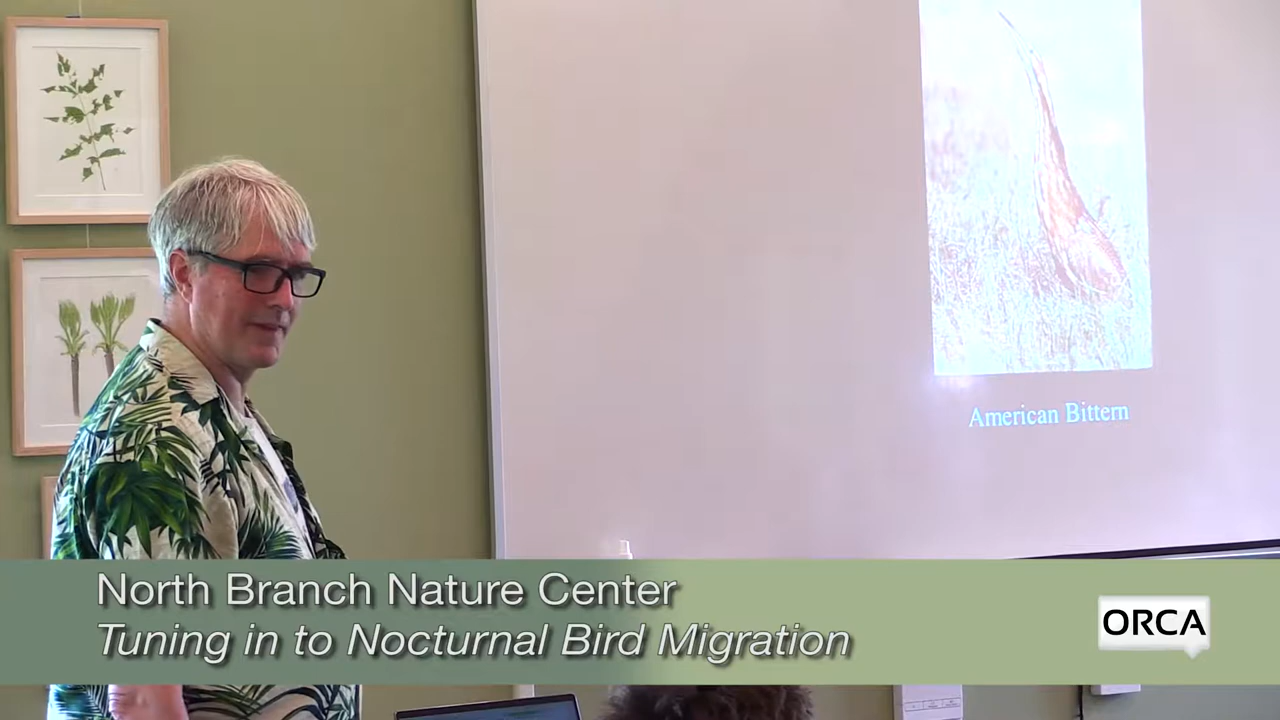 American Bittern
North Branch Nature Center
Tuning in to Nocturnal Bird Migration
ORCA